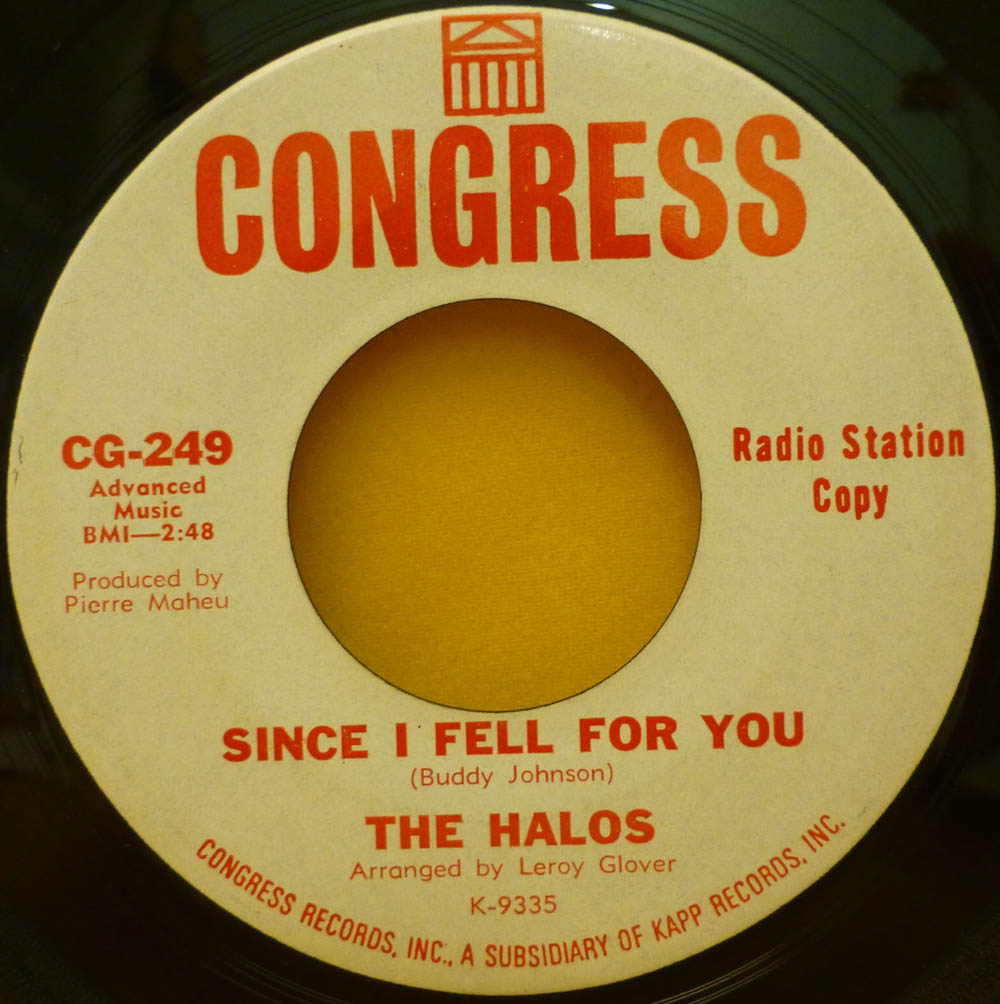 CONGRESS
CG-249
Advanced
Music
BMI—2:48
Produced by
Pierre Maheu
Radio Station
Copy
SINCE I FELL FOR YOU
(Buddy Johnson)
THE HALOS
Arranged by Leroy Glover
K-9335
CONGRESS RECORDS, INC., A SUBSIDIARY OF KAPP RECORDS, INC.